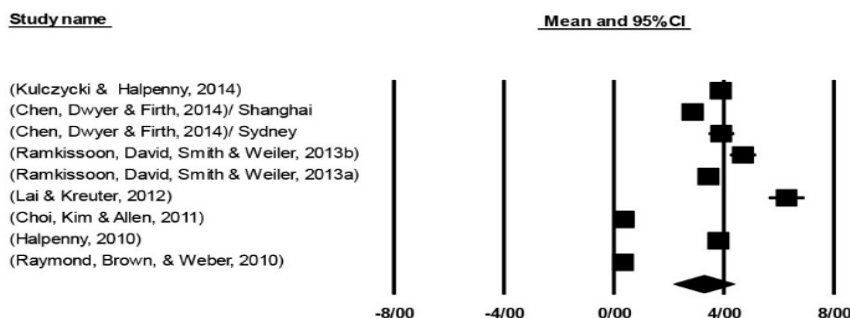 Study name Mean and 95%CI
(Kulczycki & Halpenny, 2014)
(Chen, Dwyer & Firth, 2014)/ Shanghai
(Chen, Dwyer & Firth, 2014)/ Sydney
(Ramkissoon, David, Smith & Weiler, 2013b)
(Ramkissoon, David, Smith & Weiler, 2013a)
(Lai & Kreuter, 2012)
(Choi, Kim & Allen, 2011)
(Halpenny, 2010)
(Raymond, Brown, & Weber, 2010)
-8/00 -4/00 0/00 4/00 8/00